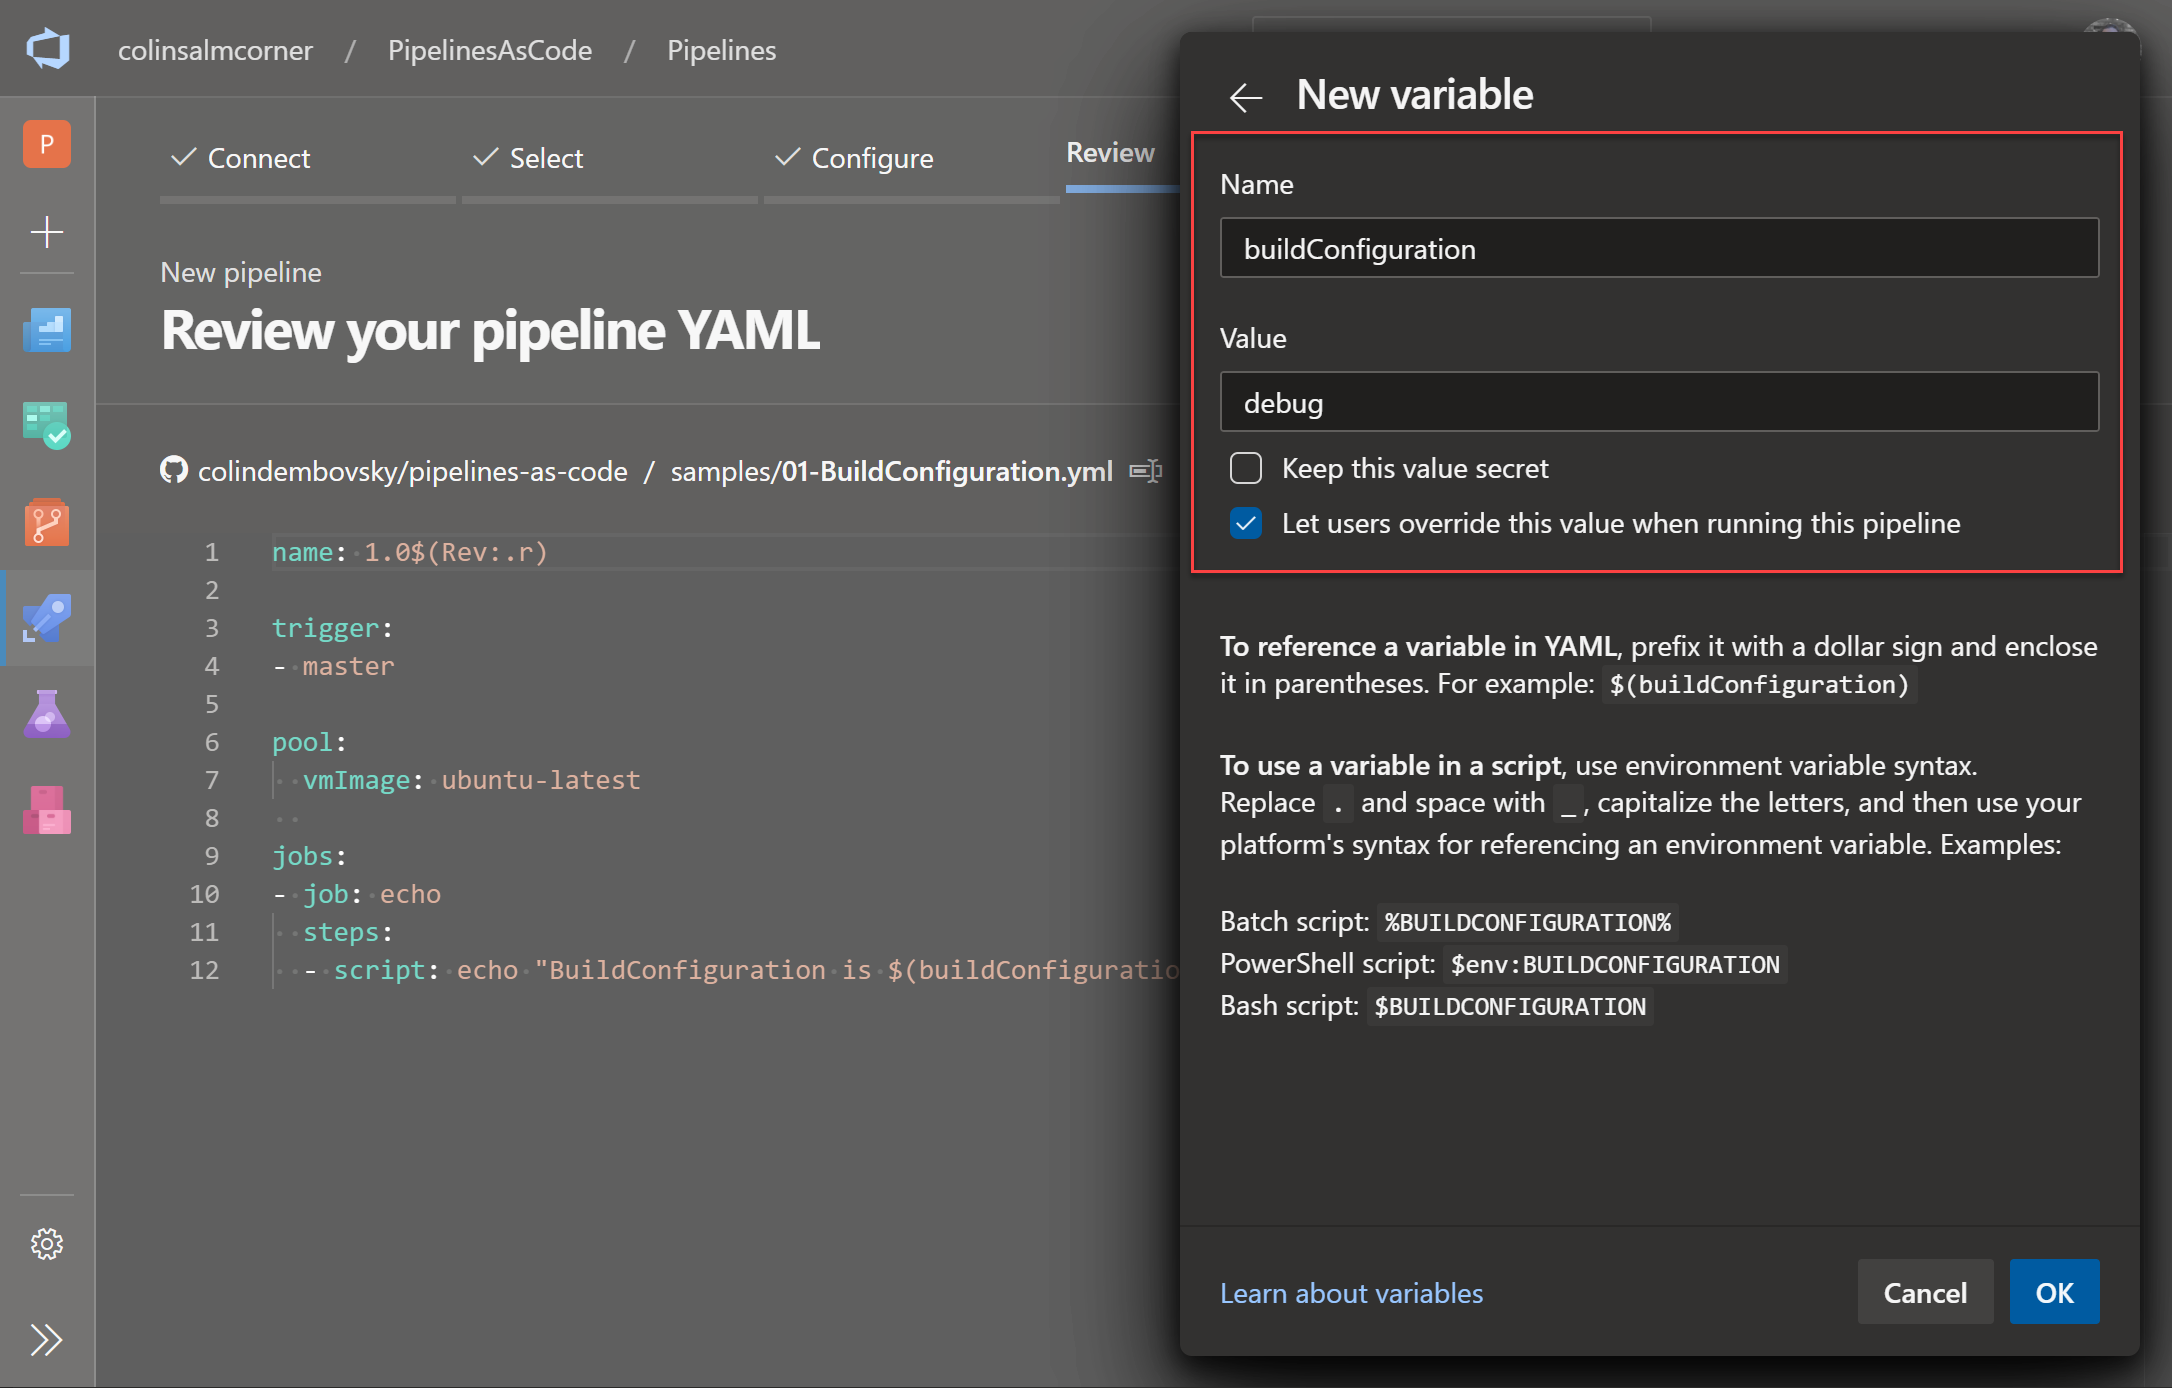 colinsalmcorner / PipelinesAsCode / Pipelines
P
Connect
Select
Configure
Review
New pipeline
Review your pipeline YAML
colindembovsky/pipelines-as-code / samples/01-BuildConfiguration.yml
1 name: 1.0$(Rev:.r)
2
3 trigger:
4 - master
5
6 pool:
7 vmImage: ubuntu-latest
8
9 jobs:
10 - job: echo
11 steps:
12 - script: echo "BuildConfiguration is $(buildConfiguratio
New variable
Name
buildConfiguration
Value
debug
Keep this value secret
Let users override this value when running this pipeline
To reference a variable in YAML, prefix it with a dollar sign and enclose
it in parentheses. For example: $(buildConfiguration)
To use a variable in a script, use environment variable syntax.
Replace . and space with _, capitalize the letters, and then use your
platform's syntax for referencing an environment variable. Examples:
Batch script: %BUILDCONFIGURATION%
PowerShell script: $env:BUILDCONFIGURATION
Bash script: $BUILDCONFIGURATION
Learn about variables
Cancel
OK